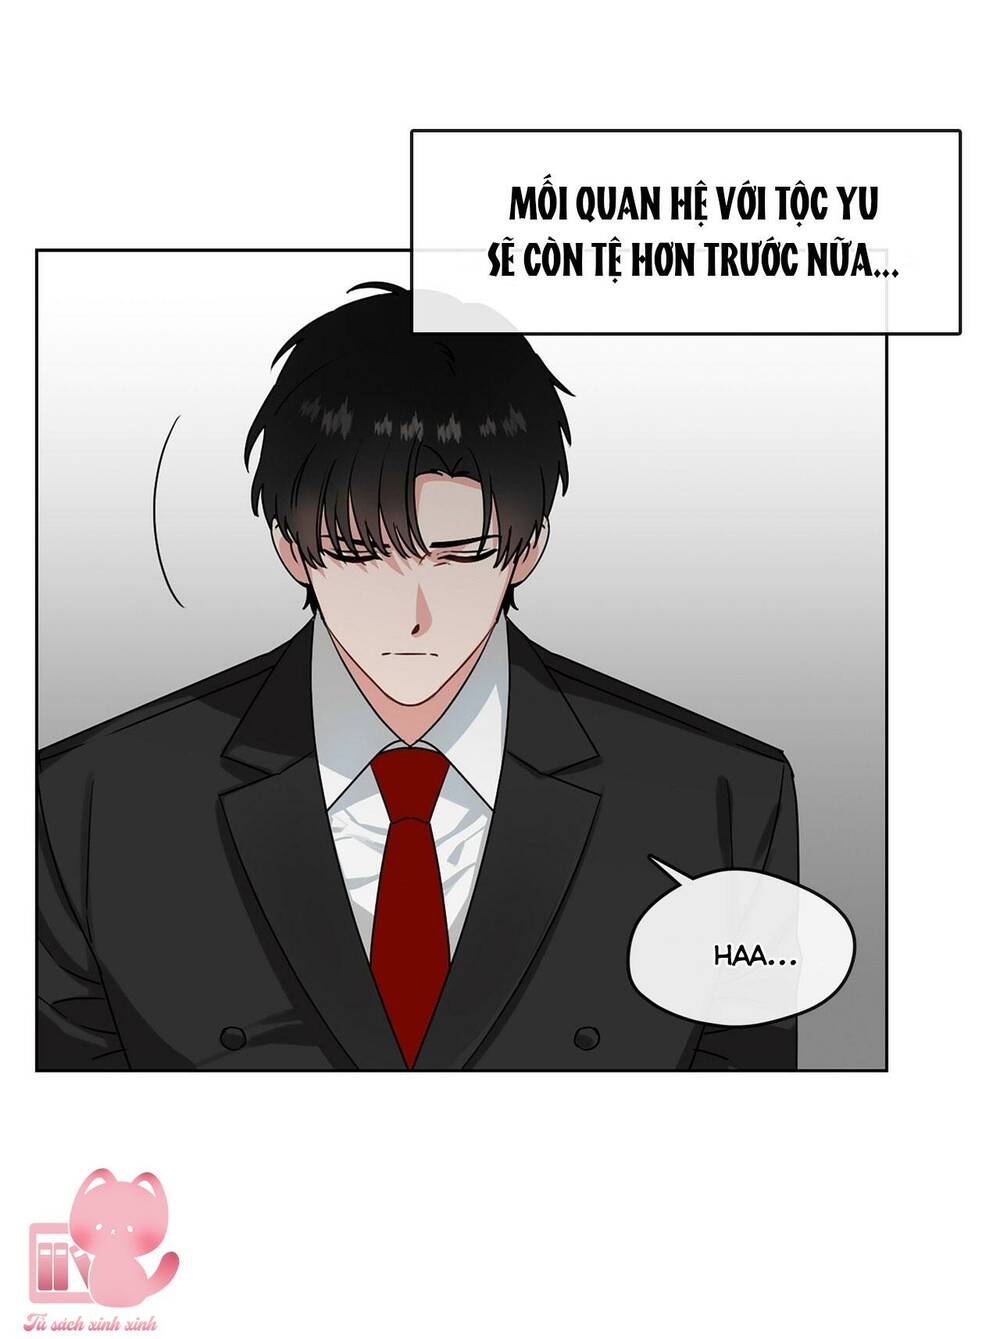 MỐI QUAN HỆ VỚI TỘC YU
SẼ CÒN TỆ HƠN TRƯỚC NỮA...
HAA...
Tủ sách xinh xinh